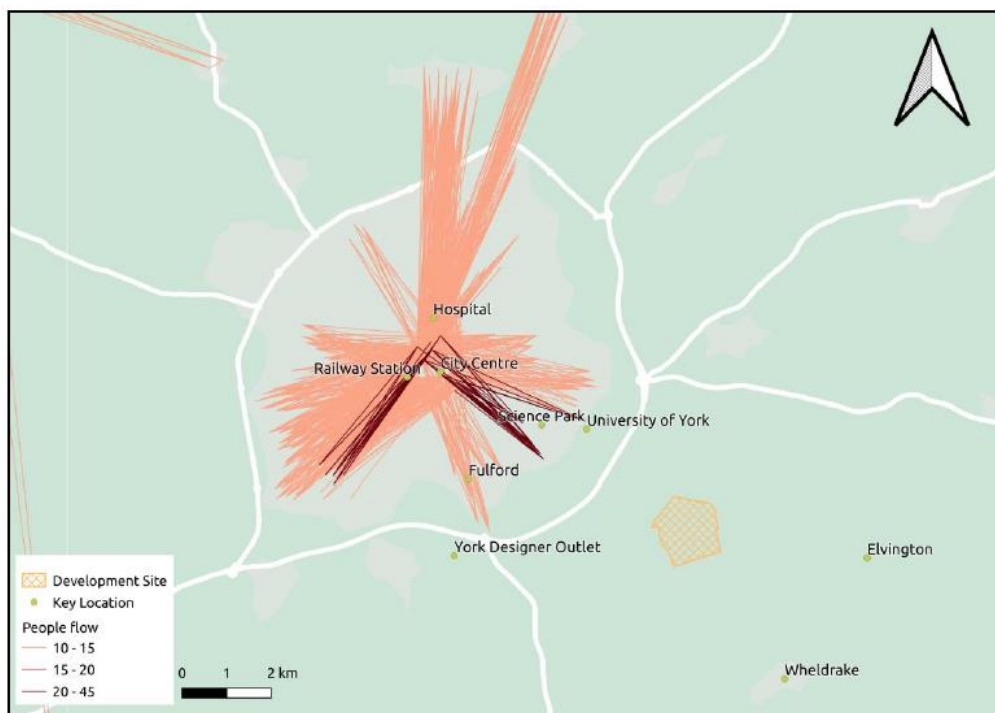 Hospital
Railway Station
City Centre
Science Park
University of York
Fulford
York Designer Outlet
Elvington
Wheldrake
Development Site
Key Location
People flow
10 - 15
15 - 20
20 - 45
0 1 2 km